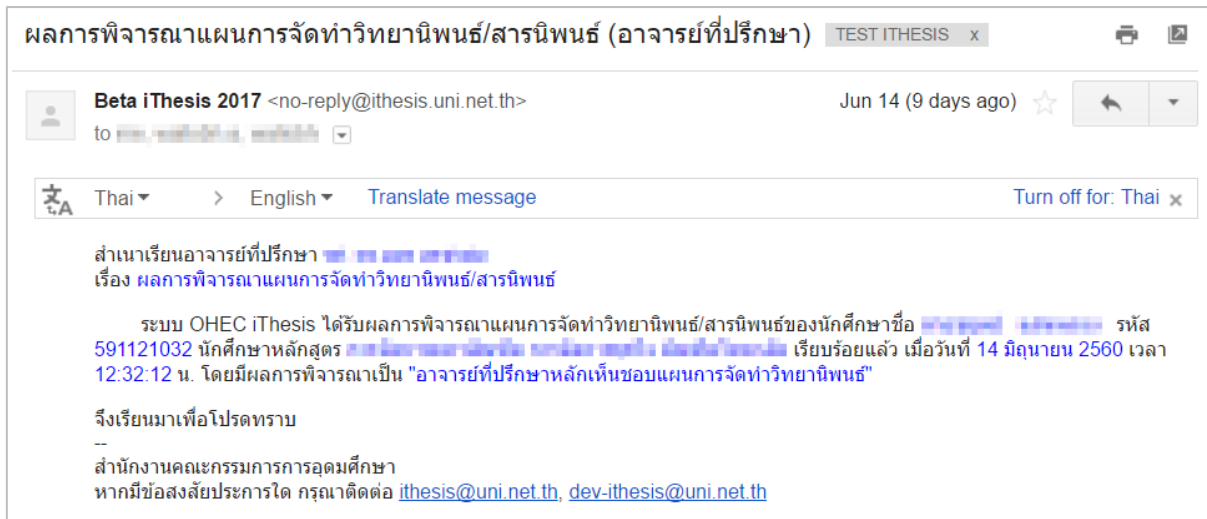 ผลการพิจารณาแผนการจัดทำวิทยานิพนธ์/สารนิพนธ์ (อาจารย์ที่ปรึกษา) TEST ITHESIS x
Beta iThesis 2017 <no-reply@ithesis.uni.net.th> Jun 14 (9 days ago)
to
Thai > English Translate message Turn off for: Thai x
สำเนาเรียนอาจารย์ที่ปรึกษา
เรื่อง ผลการพิจารณาแผนการจัดทำวิทยานิพนธ์/สารนิพนธ์
ระบบ OHEC iThesis ได้รับผลการพิจารณาแผนการจัดทำวิทยานิพนธ์/สารนิพนธ์ของนักศึกษาชื่อ รหัส
591121032 นักศึกษาหลักสูตร เรียบร้อยแล้ว เมื่อวันที่ 14 มิถุนายน 2560 เวลา
12:32:12 น. โดยมีผลการพิจารณาเป็น "อาจารย์ที่ปรึกษาหลักเห็นชอบแผนการจัดทำวิทยานิพนธ์"
จึงเรียนมาเพื่อโปรดทราบ
--
สำนักงานคณะกรรมการการอุดมศึกษา
หากมีข้อสงสัยประการใด กรุณาติดต่อ ithesis@uni.net.th, dev-ithesis@uni.net.th